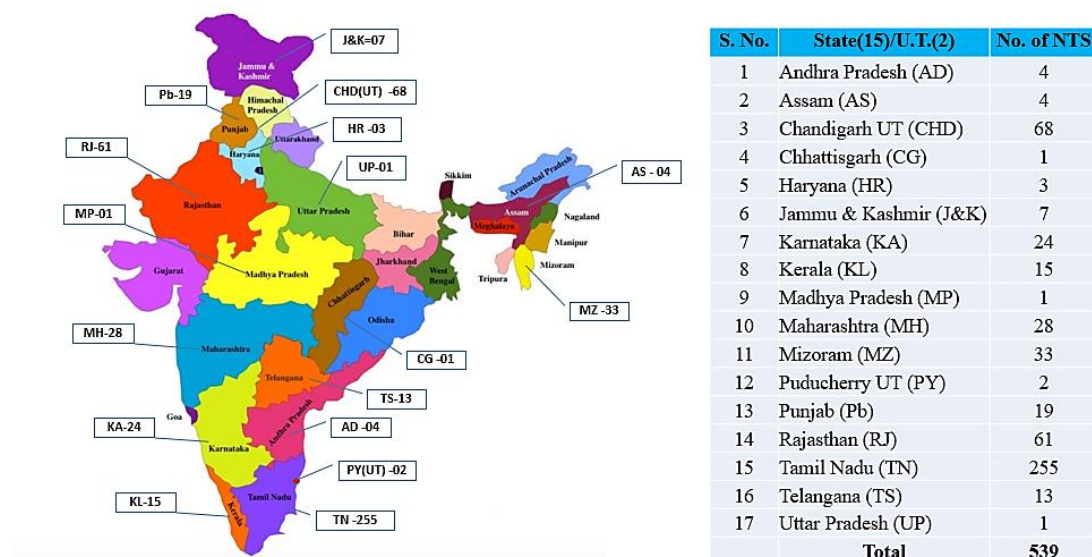 J&K=07
Jammu &
Kashmir
CHD(UT) -68
Pb-19
Himachal
Pradesh
HR -03
Punjab
Uttarakhand
RJ-61
Haryana
UP-01
AS - 04
Sikkim
Arunachal Pradesh
MP-01
Rajasthan
Uttar Pradesh
Assam
Nagaland
Meghalaya
Bihar
Manipur
Jharkhand
Gujarat
Madhya Pradesh
West
Bengal
Tripura
Mizoram
Chhattisgarh
MZ -33
Odisha
MH-28
Maharashtra
CG -01
Telangana
TS-13
Goa
Andhra Pradesh
KA-24
AD -04
Karnataka
PY(UT) -02
KL-15
Kerala
Tamil Nadu
TN -255
S. No. State(15)/U.T.(2) No. of NTS
1 Andhra Pradesh (AD) 4
2 Assam (AS) 4
3 Chandigarh UT (CHD) 68
4 Chhattisgarh (CG) 1
5 Haryana (HR) 3
6 Jammu & Kashmir (J&K) 7
7 Karnataka (KA) 24
8 Kerala (KL) 15
9 Madhya Pradesh (MP) 1
10 Maharashtra (MH) 28
11 Mizoram (MZ) 33
12 Puducherry UT (PY) 2
13 Punjab (Pb) 19
14 Rajasthan (RJ) 61
15 Tamil Nadu (TN) 255
16 Telangana (TS) 13
17 Uttar Pradesh (UP) 1
Total 539